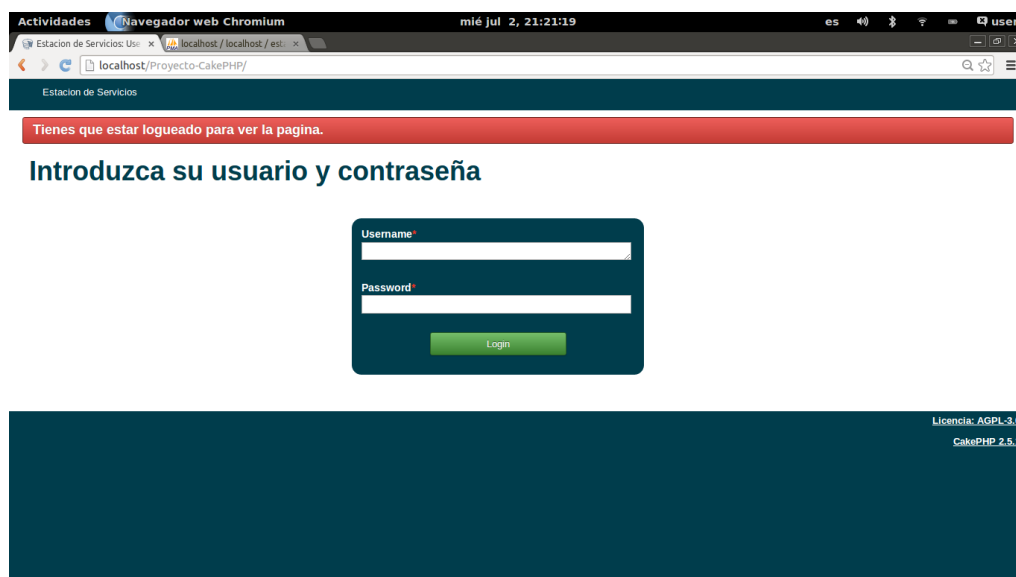 Actividades Navegador web Chromium mié jul 2, 21:21:19 es user
Estacion de Servicios: Use × localhost / localhost / est ×
localhost/Proyecto-CakePHP/
Estacion de Servicios
Tienes que estar logueado para ver la pagina.
Introduzca su usuario y contraseña
Username*
Password*
Login
Licencia: AGPL-3.
CakePHP 2.5.